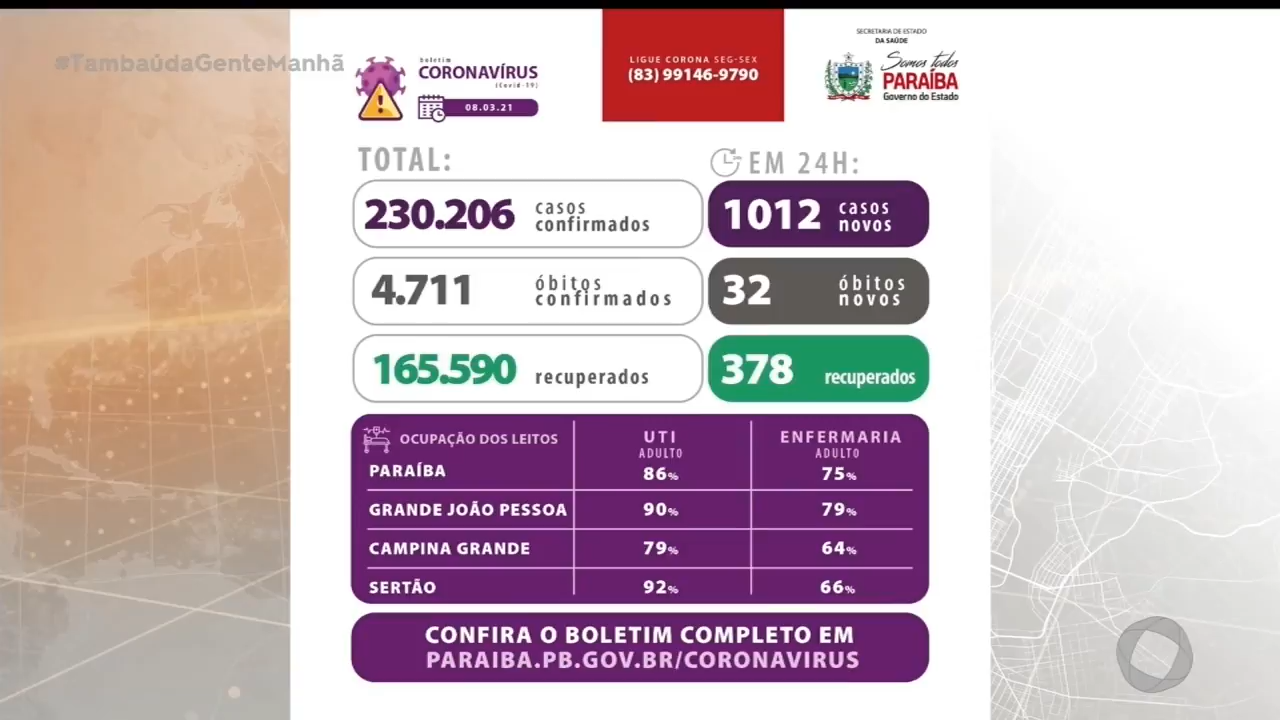 #TambaúdaGenteManhã
boletim
CORONAVÍRUS
(Covid-19)
08.03.21
LIGUE CORONA SEG-SEX
(83) 99146-9790
SECRETARIA DE ESTADO
DA SAÚDE
Somos todos
PARAÍBA
Governo do Estado
TOTAL:
EM 24H:
230.206 casos confirmados
1012 casos novos
4.711 óbitos confirmados
32 óbitos novos
165.590 recuperados
378 recuperados
OCUPAÇÃO DOS LEITOS UTI ENFERMARIA
ADULTO ADULTO
PARAÍBA 86% 75%
GRANDE JOÃO PESSOA 90% 79%
CAMPINA GRANDE 79% 64%
SERTÃO 92% 66%
CONFIRA O BOLETIM COMPLETO EM
PARAIBA.PB.GOV.BR/CORONAVIRUS